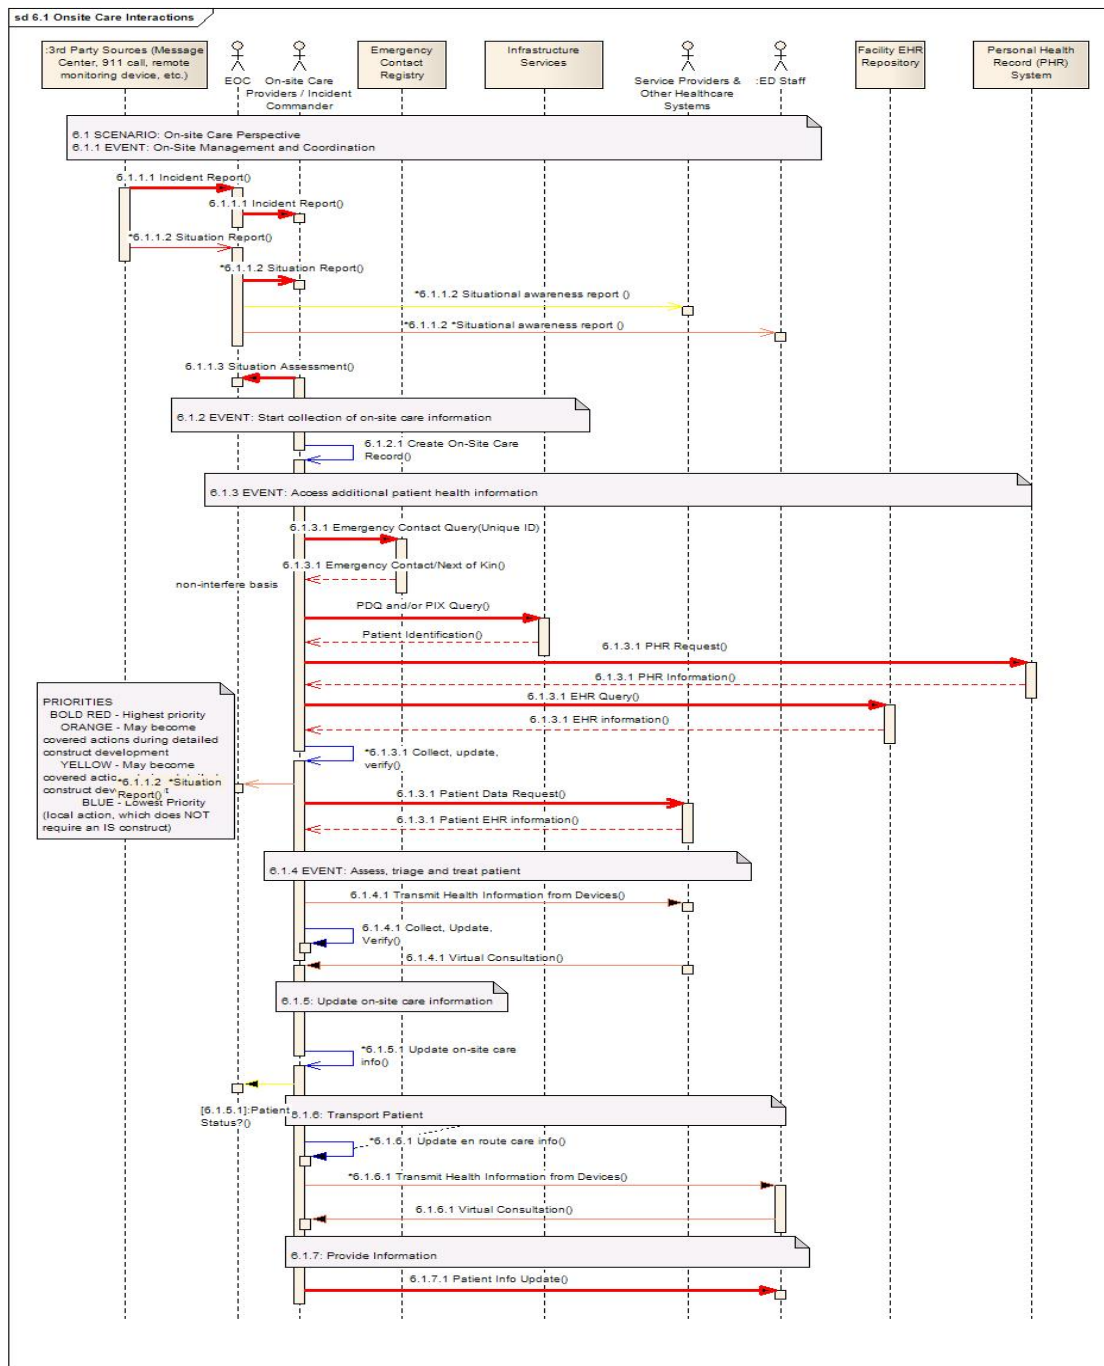 sd 6.1 Onsite Care Interactions
:3rd Party Sources (Message
Center, 911 call, remote
monitoring device, etc.)
EOC
On-site Care
Providers / Incident
Commander
Emergency
Contact
Registry
Infrastructure
Services
Service Providers &
Other Healthcare
Systems
:ED Staff
Facility EHR
Repository
Personal Health
Record (PHR)
System
6.1 SCENARIO: On-site Care Perspective
6.1.1 EVENT: On-Site Management and Coordination
6.1.1.1 Incident Report()
6.1.1.1 Incident Report()
*6.1.1.2 Situation Report()
*6.1.1.2 Situation Report()
*6.1.1.2 Situational awareness report ()
*6.1.1.2 *Situational awareness report ()
6.1.1.3 Situation Assessment()
6.1.2 EVENT: Start collection of on-site care information
6.1.2.1 Create On-Site Care
Record()
6.1.3 EVENT: Access additional patient health information
6.1.3.1 Emergency Contact Query(Unique ID)
6.1.3.1 Emergency Contact/Next of Kin()
non-interfere basis
PDQ and/or PIX Query()
Patient Identification()
6.1.3.1 PHR Request()
6.1.3.1 PHR Information()
6.1.3.1 EHR Query()
6.1.3.1 EHR information()
PRIORITIES
BOLD RED - Highest priority
ORANGE - May become
covered actions during detailed
construct development
YELLOW - May become
covered
construct
BLUE - Lowest Priority
(local action, which does NOT
require an IS construct)
*6.1.3.1 Collect, update,
verify()
*6.1.1.2 *Situation
Report()
6.1.3.1 Patient Data Request()
6.1.3.1 Patient EHR information()
6.1.4 EVENT: Assess, triage and treat patient
6.1.4.1 Transmit Health Information from Devices()
6.1.4.1 Collect, Update,
Verify()
6.1.4.1 Virtual Consultation()
6.1.5: Update on-site care information
*6.1.5.1 Update on-site care
info()
[6.1.5.1]:Patient
Status?()
6.1.6: Transport Patient
*6.1.6.1 Update en route care info()
*6.1.6.1 Transmit Health Information from Devices()
6.1.6.1 Virtual Consultation()
6.1.7: Provide Information
6.1.7.1 Patient Info Update()